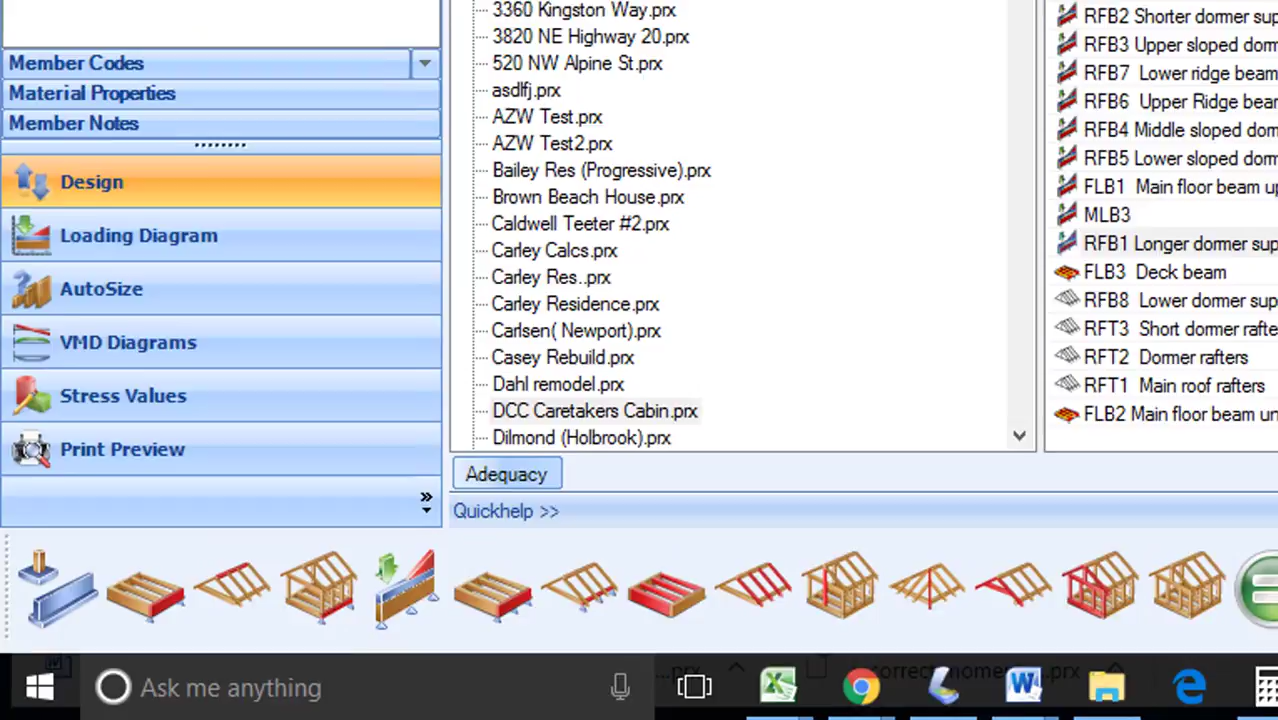 Member Codes
Material Properties
Member Notes
Design
Loading Diagram
AutoSize
VMD Diagrams
Stress Values
Print Preview
3360 Kingston Way.prx
3820 NE Highway 20.prx
520 NW Alpine St.prx
asdlfj.prx
AZW Test.prx
AZW Test2.prx
Bailey Res (Progressive).prx
Brown Beach House.prx
Caldwell Teeter #2.prx
Carley Calcs.prx
Carley Res..prx
Carley Residence.prx
Carlsen( Newport).prx
Casey Rebuild.prx
Dahl remodel.prx
DCC Caretakers Cabin.prx
Dilmond (Holbrook).prx
RFB2 Shorter dormer sup
RFB3 Upper sloped dorm
RFB7 Lower ridge beam
RFB6 Upper Ridge bear
RFB4 Middle sloped dorm
RFB5 Lower sloped dorm
FLB1 Main floor beam up
MLB3
RFB1 Longer dormer sup
FLB3 Deck beam
RFB8 Lower dormer sup
RFT3 Short dormer rafte
RFT2 Dormer rafters
RFT1 Main roof rafters
FLB2 Main floor beam un
Adequacy
Quickhelp >>
Ask me anything